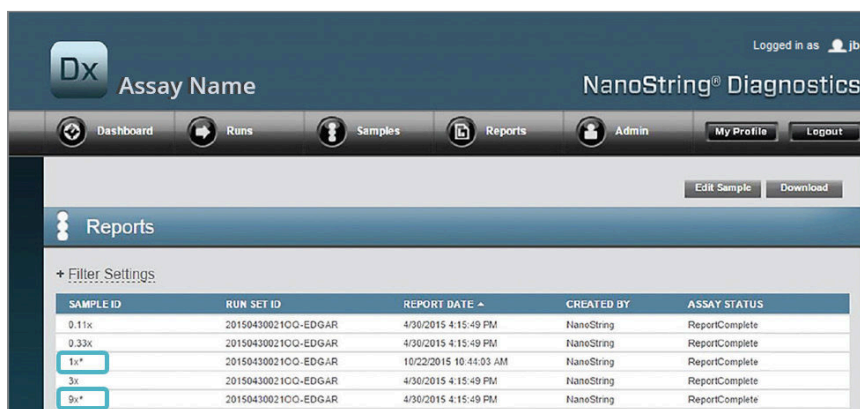 Logged in as jb
Dx Assay Name
NanoString® Diagnostics
Dashboard Runs Samples Reports Admin My Profile Logout
Edit Sample Download
Reports
+ Filter Settings
SAMPLE ID RUN SET ID REPORT DATE CREATED BY ASSAY STATUS
0.11x 20150430021OQ-EDGAR 4/30/2015 4:15:49 PM NanoString ReportComplete
0.33x 20150430021OQ-EDGAR 4/30/2015 4:15:49 PM NanoString ReportComplete
1x* 20150430021OQ-EDGAR 10/22/2015 10:44:03 AM NanoString ReportComplete
3x 20150430021OQ-EDGAR 4/30/2015 4:15:49 PM NanoString ReportComplete
9x* 20150430021OQ-EDGAR 4/30/2015 4:15:49 PM NanoString ReportComplete